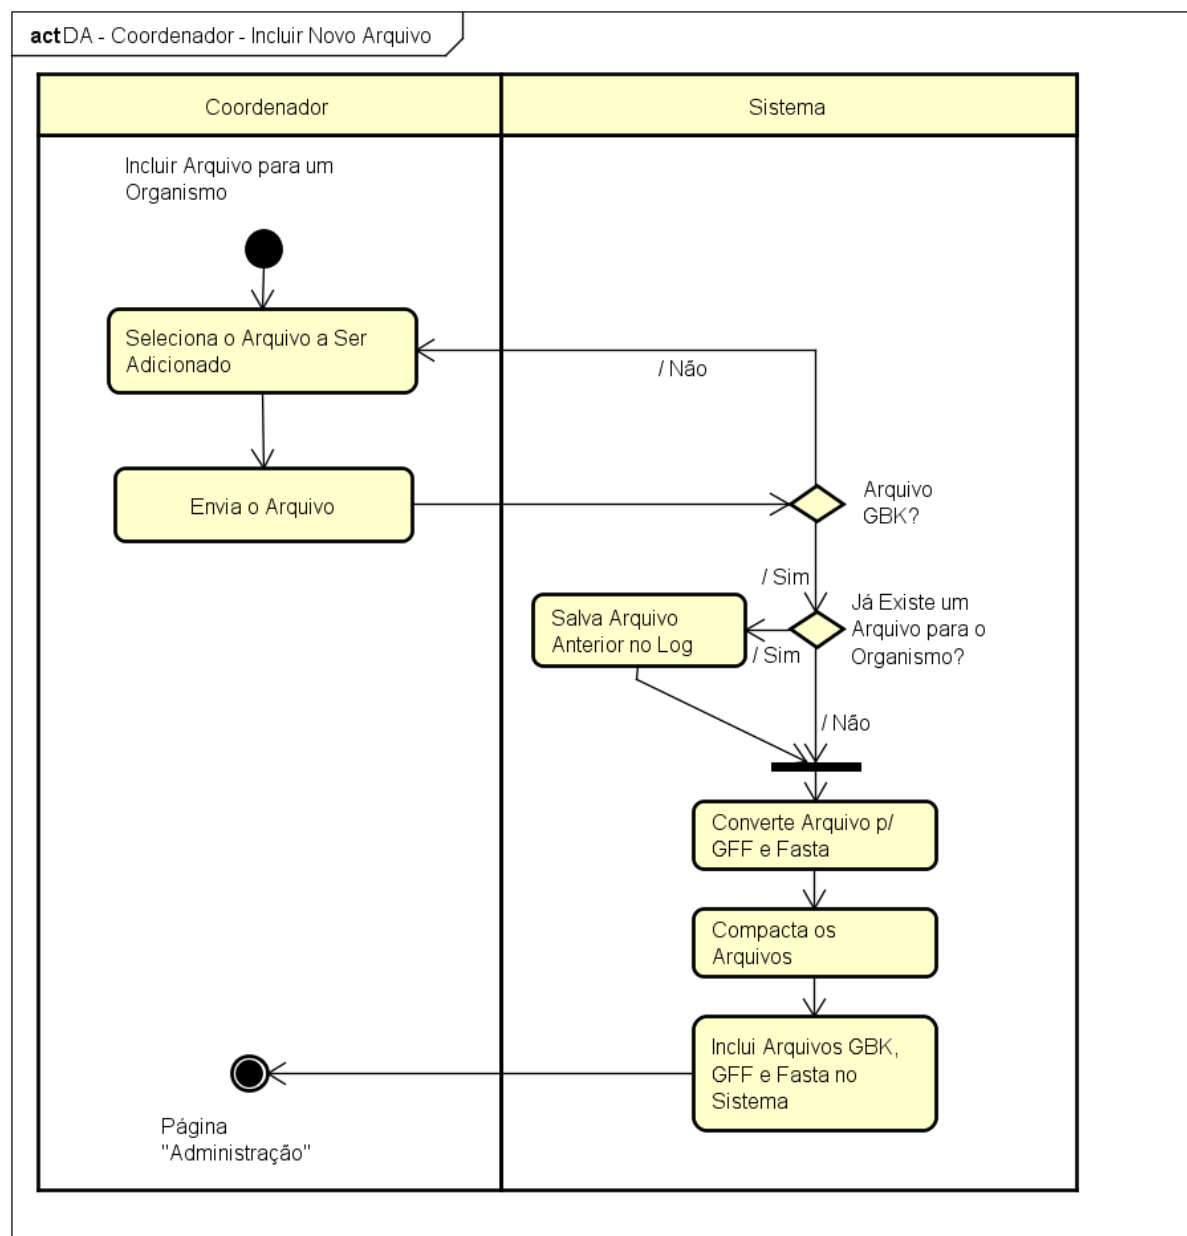 act DA - Coordenador - Incluir Novo Arquivo
Coordenador
Sistema
Incluir Arquivo para um
Organismo
Seleciona o Arquivo a Ser
Adicionado
/ Não
Envia o Arquivo
Arquivo
GBK?
/ Sim
Já Existe um
Arquivo para o
Organismo?
Salva Arquivo
Anterior no Log
/ Sim
/ Não
Converte Arquivo p/
GFF e Fasta
Compacta os
Arquivos
Inclui Arquivos GBK,
GFF e Fasta no
Sistema
Página
"Administração"